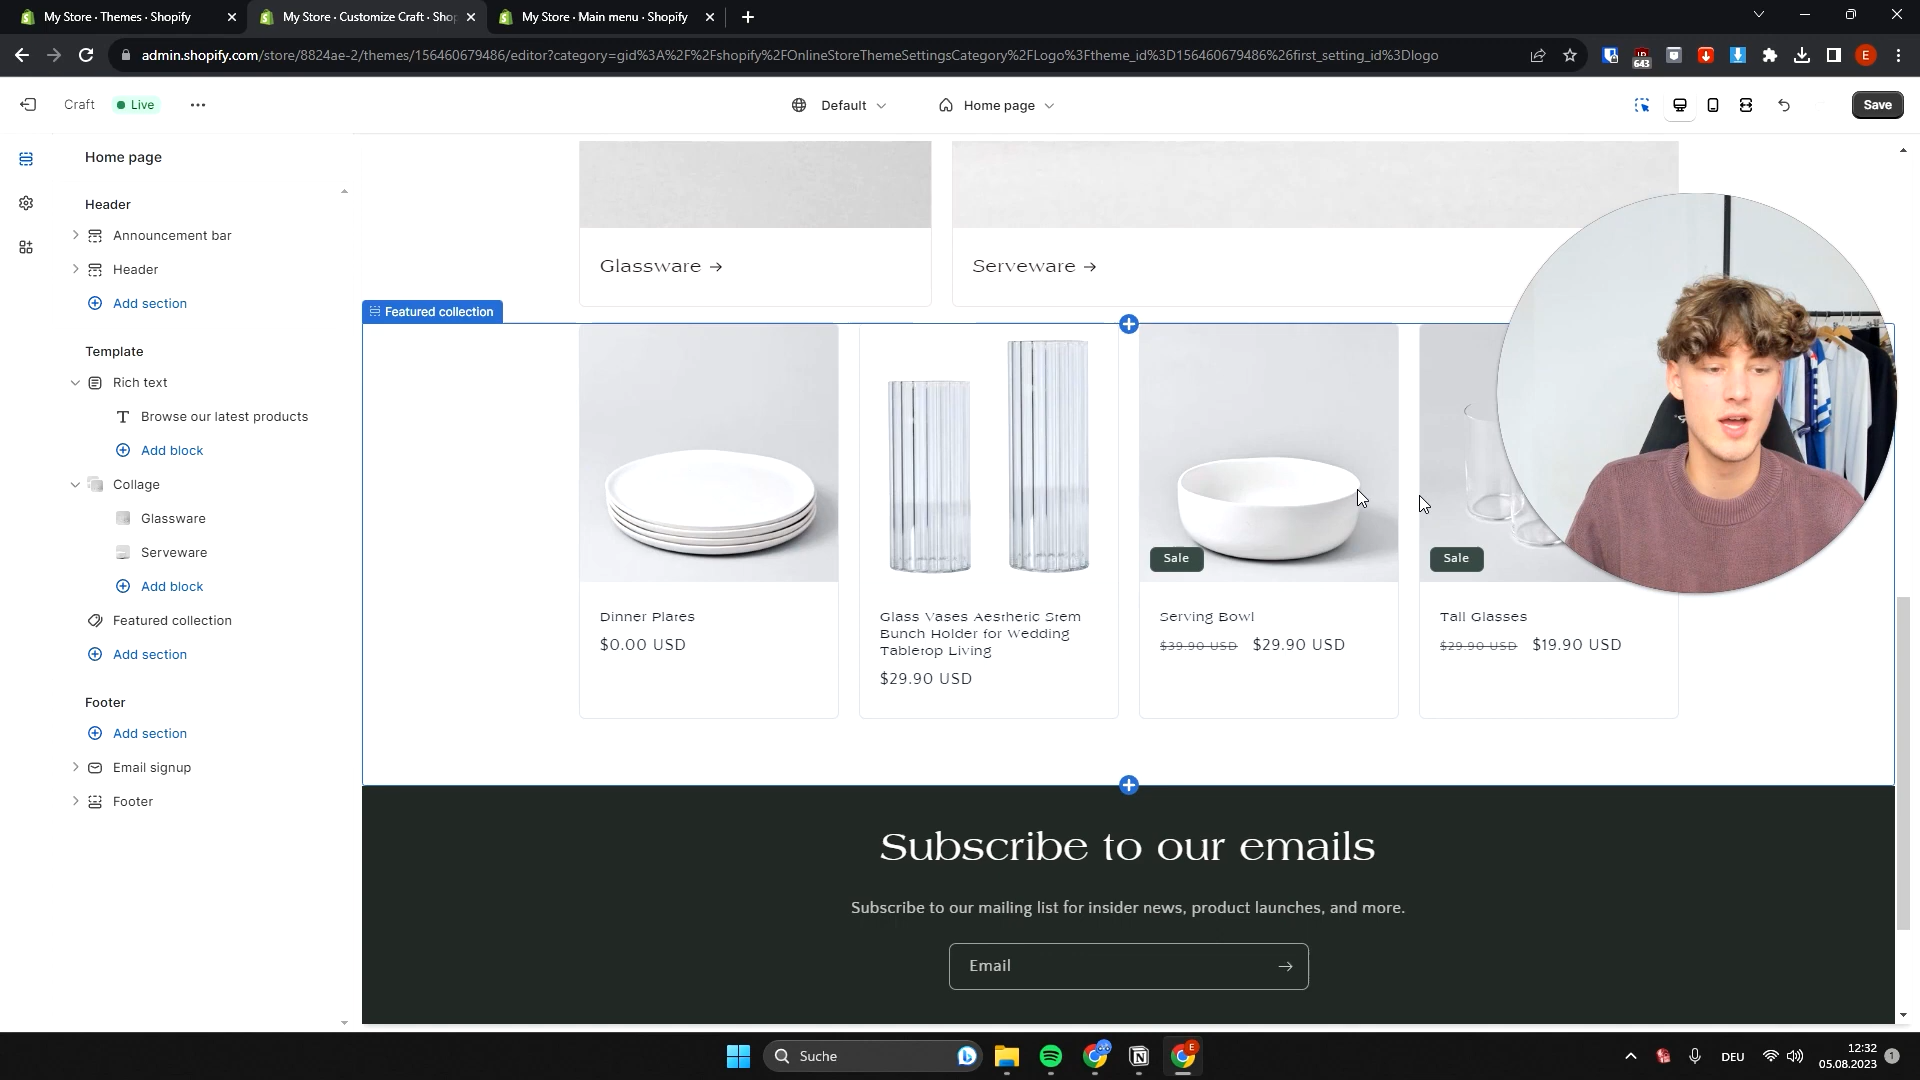 My Store · Themes · Shopify
My Store · Customize Craft · Shop
My Store · Main menu · Shopify
admin.shopify.com/store/8824ae-2/themes/156460679486/editor?category=gid%3A%2F%2Fshopify%2FOnlineStoreThemeSettingsCategory%2FLogo%3Ftheme_id%3D156460679486%26first_setting_id%3Dlogo
643
E
Craft
Live
Default
Home page
Save
Home page
Header
Announcement bar
Header
Add section
Template
Rich text
Browse our latest products
Add block
Collage
Glassware
Serveware
Add block
Featured collection
Add section
Footer
Add section
Email signup
Footer
Glassware →
Serveware →
Featured collection
Sale
Sale
Dinner Plates
$0.00 USD
Glass Vases Aesthetic Stem
Bunch Holder for Wedding
Tabletop Living
$29.90 USD
Serving Bowl
$39.90 USD $29.90 USD
Tall Glasses
$29.90 USD $19.90 USD
Subscribe to our emails
Subscribe to our mailing list for insider news, product launches, and more.
Email →
Suche
E
DEU
12:32
05.08.2023
1